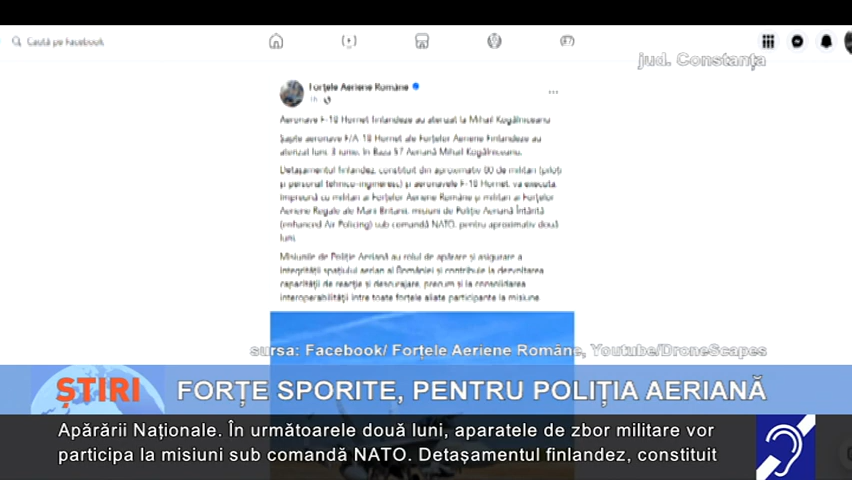 Caută pe Facebook
jud. Constanța
Forțele Aeriene Române
Aeronave F-18 Hornet finlandeze au aterizat la Mihail Kogălniceanu
Șapte aeronave F/A-18 Hornet ale Forțelor Aeriene Finlandeze au
aterizat luni, 3 iunie, în Baza 57 Aeriană Mihail Kogălniceanu.
Detașamentul finlandez, constituit din aproximativ de militari (piloți
și personal tehnico-ingineresc) și aeronavele F-18 Hornet, va executa,
împreună cu militari ai Forțelor Aeriene Române și militari ai Forțelor
Aeriene Regale ale Marii Britanii, misiuni de Poliție Aeriană Întărită
(enhanced Air Policing) sub comandă NATO, pentru aproximativ două
luni.
Misiunile de Poliție Aeriană au rolul de apărare și asigurare a
integrității spațiului aerian al României și contribuie la dezvoltarea
capacității de reacție și descurajare, precum și la consolidarea
interoperabilității între toate forțele aliate participante la misiune
sursa: Facebook/ Forțele Aeriene Române, Youtube/DroneScapes
ȘTIRI
FORȚE SPORITE, PENTRU POLIȚIA AERIANĂ
Apărării Naționale. În următoarele două luni, aparatele de zbor militare vor
participa la misiuni sub comandă NATO. Detașamentul finlandez, constituit